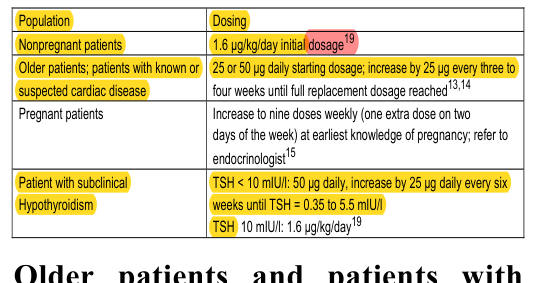 Population Dosing
Nonpregnant patients 1.6 µg/kg/day initial dosage19
Older patients; patients with known or 25 or 50 µg daily starting dosage; increase by 25 µg every three to
suspected cardiac disease four weeks until full replacement dosage reached13,14
Pregnant patients Increase to nine doses weekly (one extra dose on two
days of the week) at earliest knowledge of pregnancy; refer to
endocrinologist15
Patient with subclinical TSH < 10 mIU/l: 50 µg daily, increase by 25 µg daily every six
Hypothyroidism weeks until TSH = 0.35 to 5.5 mIU/l
TSH 10 mIU/l: 1.6 µg/kg/day19
Older patients and patients with